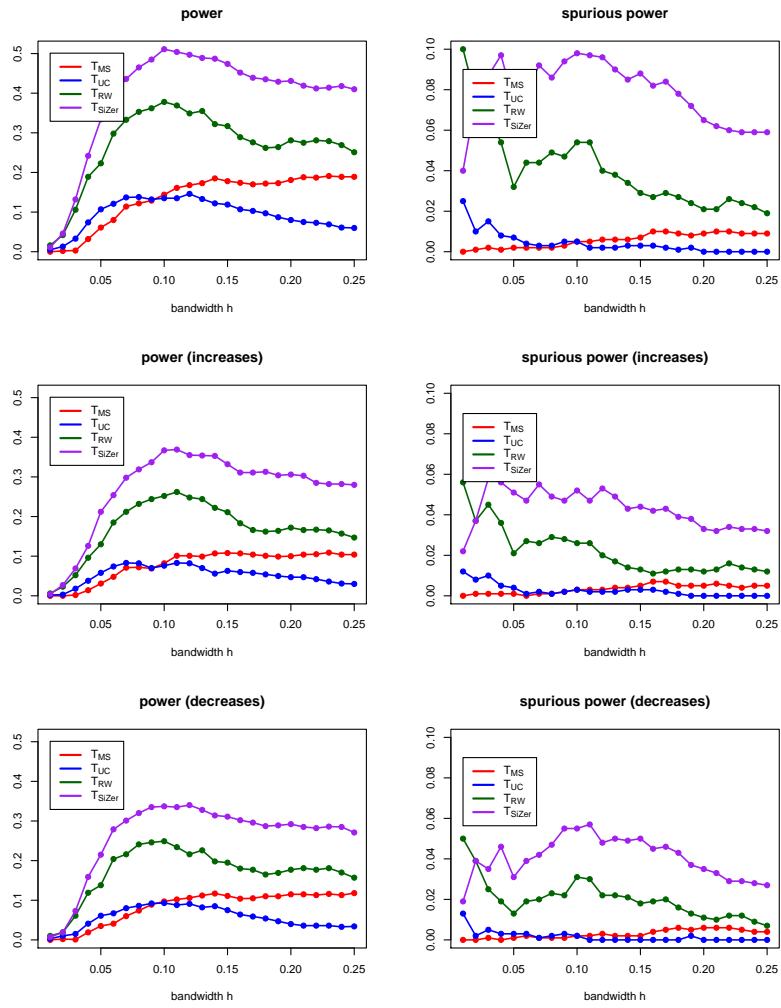 power
0.0 0.1 0.2 0.3 0.4 0.5
T_MS
T_UC
T_RW
T_SiZer
0.05 0.10 0.15 0.20 0.25
bandwidth h
spurious power
0.00 0.02 0.04 0.06 0.08 0.10
T_MS
T_UC
T_RW
T_SiZer
0.05 0.10 0.15 0.20 0.25
bandwidth h
power (increases)
0.0 0.1 0.2 0.3 0.4 0.5
T_MS
T_UC
T_RW
T_SiZer
0.05 0.10 0.15 0.20 0.25
bandwidth h
spurious power (increases)
0.00 0.02 0.04 0.06 0.08 0.10
T_MS
T_UC
T_RW
T_SiZer
0.05 0.10 0.15 0.20 0.25
bandwidth h
power (decreases)
0.0 0.1 0.2 0.3 0.4 0.5
T_MS
T_UC
T_RW
T_SiZer
0.05 0.10 0.15 0.20 0.25
bandwidth h
spurious power (decreases)
0.00 0.02 0.04 0.06 0.08 0.10
T_MS
T_UC
T_RW
T_SiZer
0.05 0.10 0.15 0.20 0.25
bandwidth h